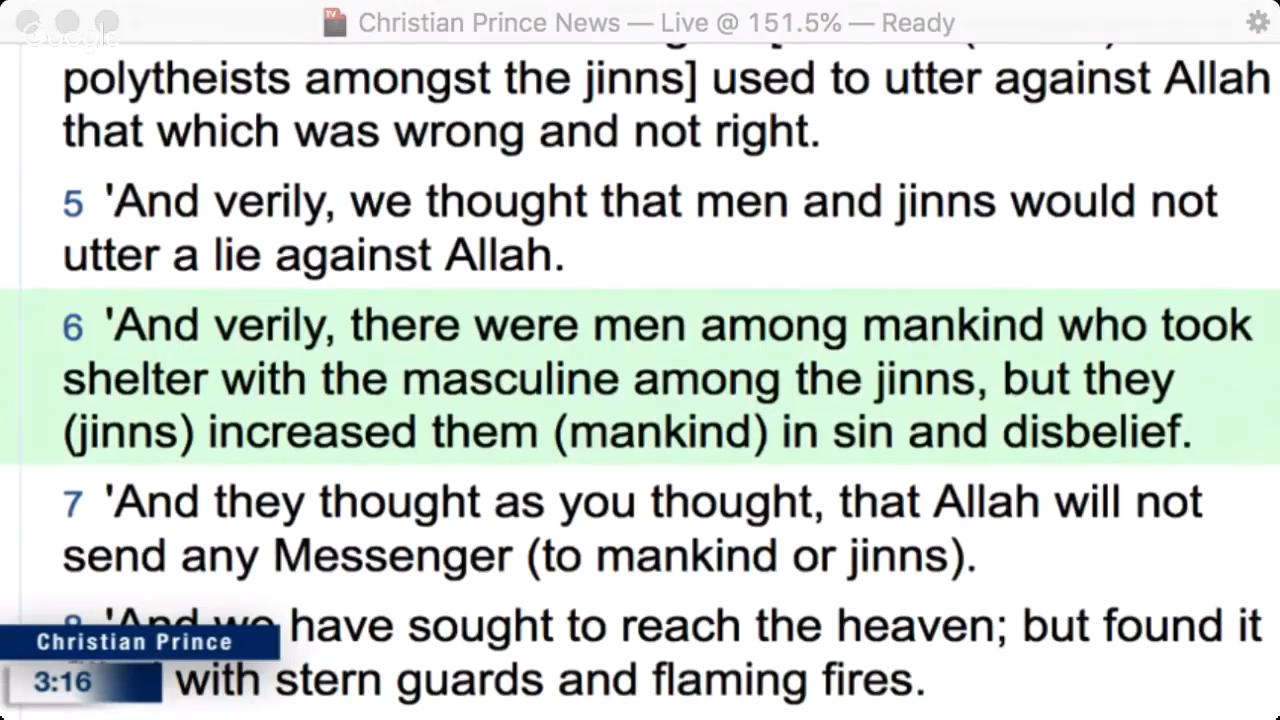 Christian Prince News — Live @ 151.5% — Ready
Google
polytheists amongst the jinns] used to utter against Allah
that which was wrong and not right.
5 'And verily, we thought that men and jinns would not
utter a lie against Allah.
6 'And verily, there were men among mankind who took
shelter with the masculine among the jinns, but they
(jinns) increased them (mankind) in sin and disbelief.
7 'And they thought as you thought, that Allah will not
send any Messenger (to mankind or jinns).
8 'And we have sought to reach the heaven; but found it
with stern guards and flaming fires.
Christian Prince
3:16